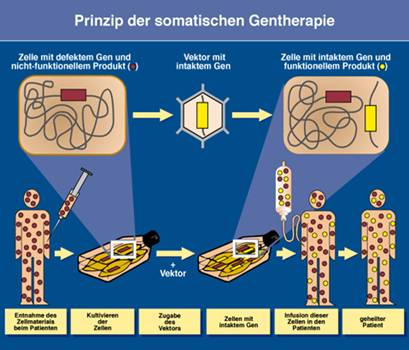 Prinzip der somatischen Gentherapie
Zelle mit defektem Gen und
nicht-funktionellem Produkt (●)
Vektor mit
intaktem Gen
Zelle mit intaktem Gen und
funktionellem Produkt (●)
+
Vektor
Entnahme des
Zellmaterials
beim Patienten
Kultivieren
der
Zellen
Zugabe
des
Vektors
Zellen mit
intaktem Gen
Infusion dieser
Zellen in den
Patienten
geheilter
Patient